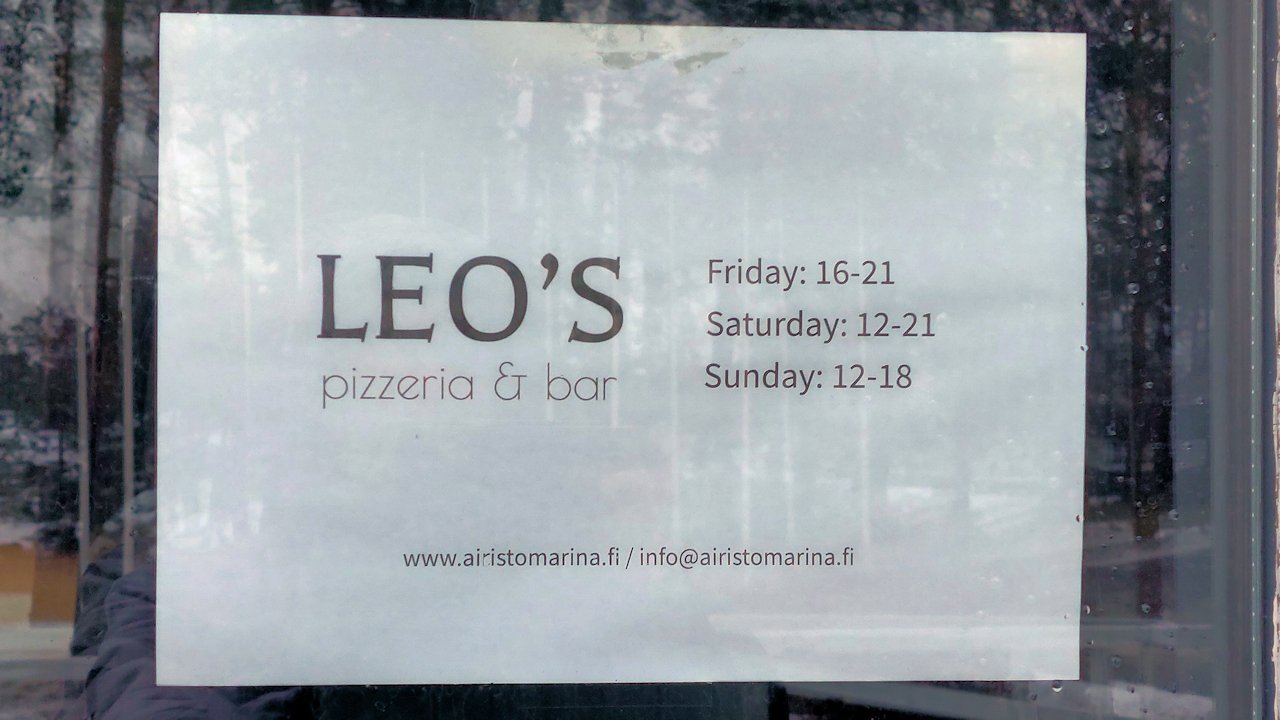 LEO'S
pizzeria & bar
Friday: 16-21
Saturday: 12-21
Sunday: 12-18
www.airistomarina.fi / info@airistomarina.fi